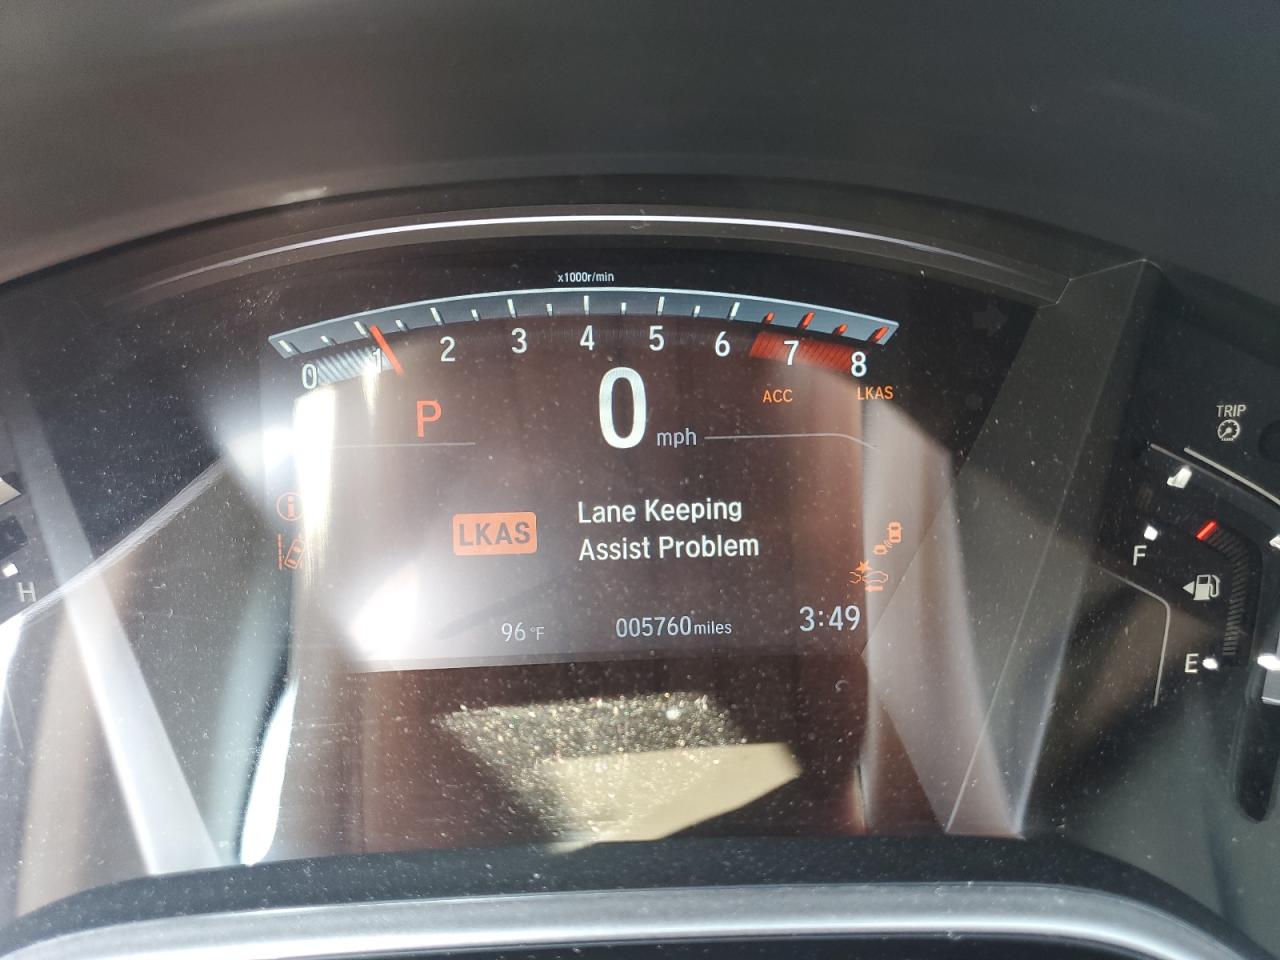 x1000r/min
0 1 2 3 4 5 6 7 8
ACC LKAS
P 0 mph
TRIP
LKAS
Lane Keeping
Assist Problem
F
H
96 °F 005760 miles 3:49
E